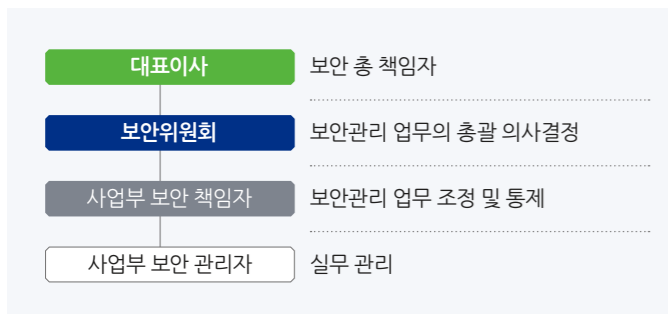 대표이사 보안 총 책임자
보안위원회 보안관리 업무의 총괄 의사결정
사업부 보안 책임자 보안관리 업무 조정 및 통제
사업부 보안 관리자 실무 관리